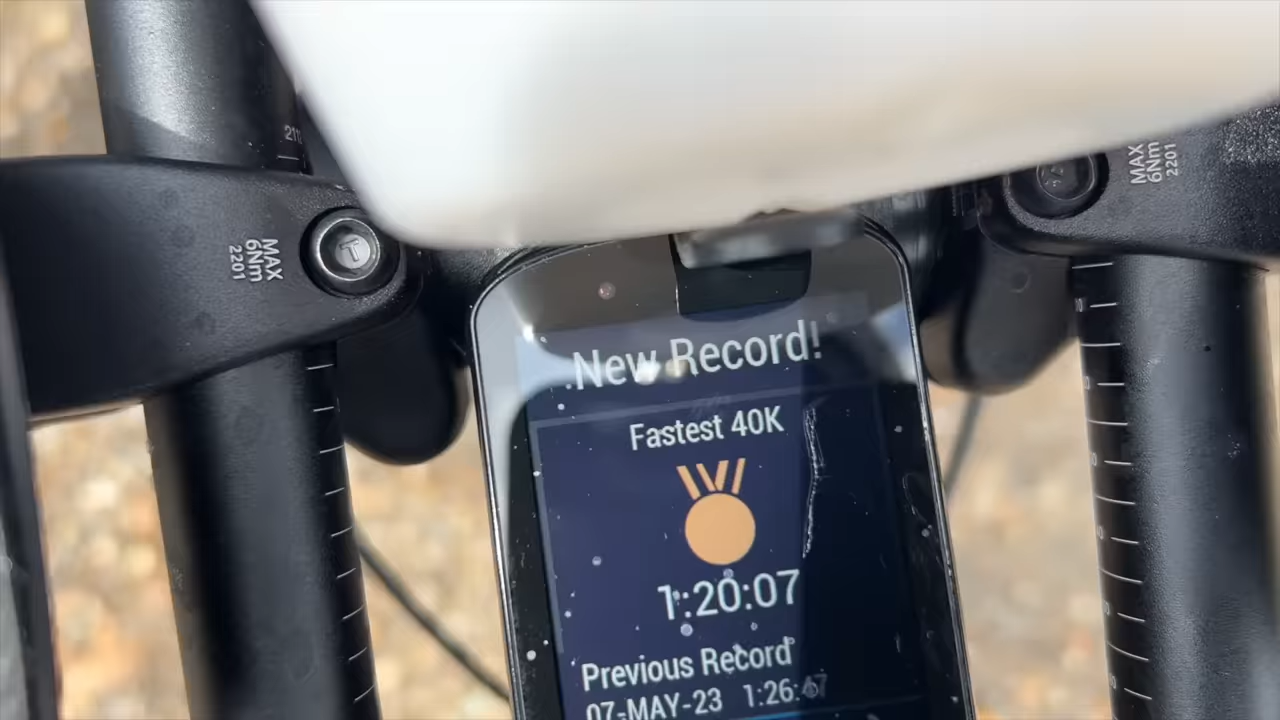 New Record!
Fastest 40K
1:20:07
Previous Record
07-MAY-23 1:26:47
MAX
6Nm
2201
MAX
6Nm
2201